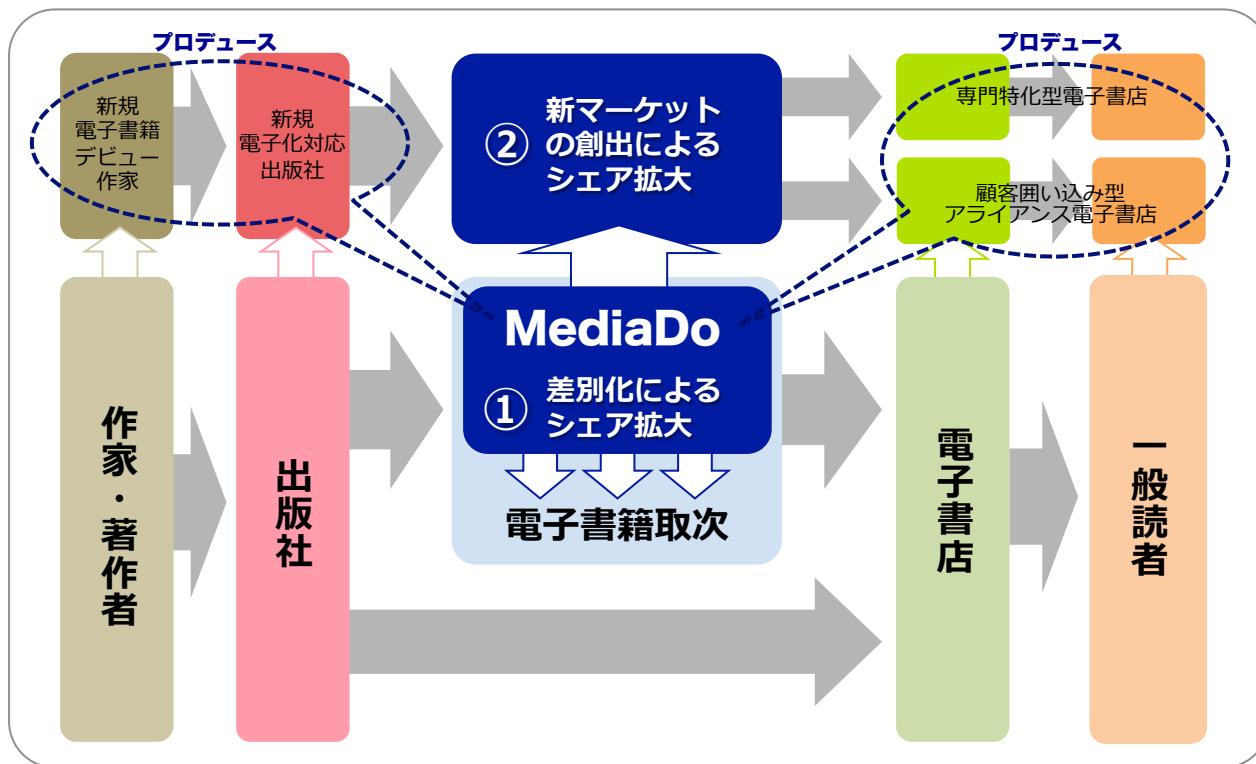 プロデュース
プロデュース
新規
電子書籍
デビュー
作家
新規
電子化対応
出版社
② 新マーケット
の創出による
シェア拡大
専門特化型電子書店
顧客囲い込み型
アライアンス電子書店
MediaDo
① 差別化による
シェア拡大
電子書籍取次
作家・著作者
出版社
電子書店
一般読者